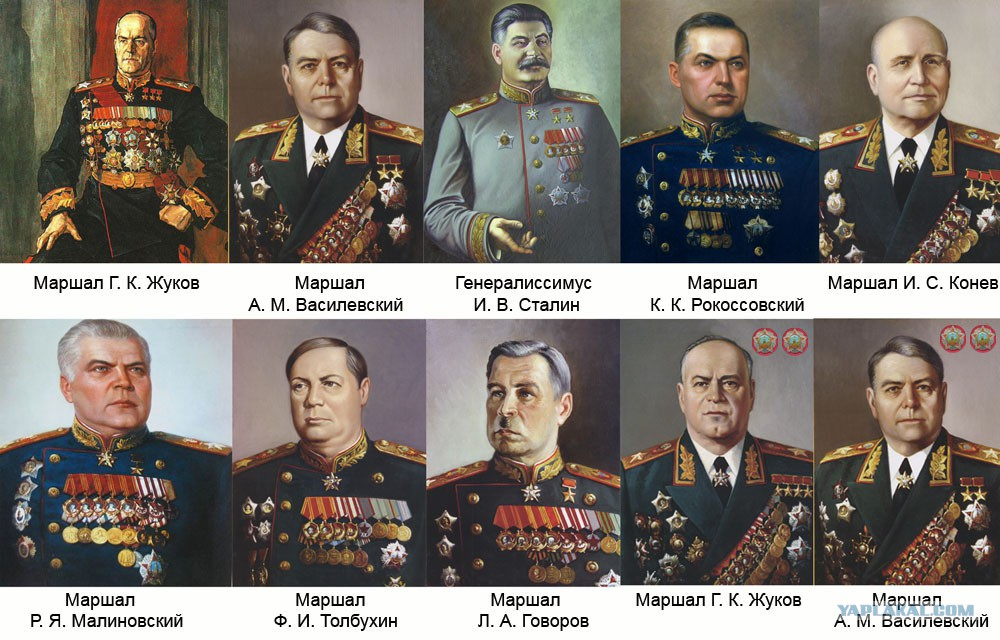 Маршал Г. К. Жуков
Маршал
А. М. Василевский
Генералиссимус
И. В. Сталин
Маршал
К. К. Рокоссовский
Маршал И. С. Конев
Маршал
Р. Я. Малиновский
Маршал
Ф. И. Толбухин
Маршал
Л. А. Говоров
Маршал Г. К. Жуков
Маршал
А. М. Василевский
YAPLAKAL.COM